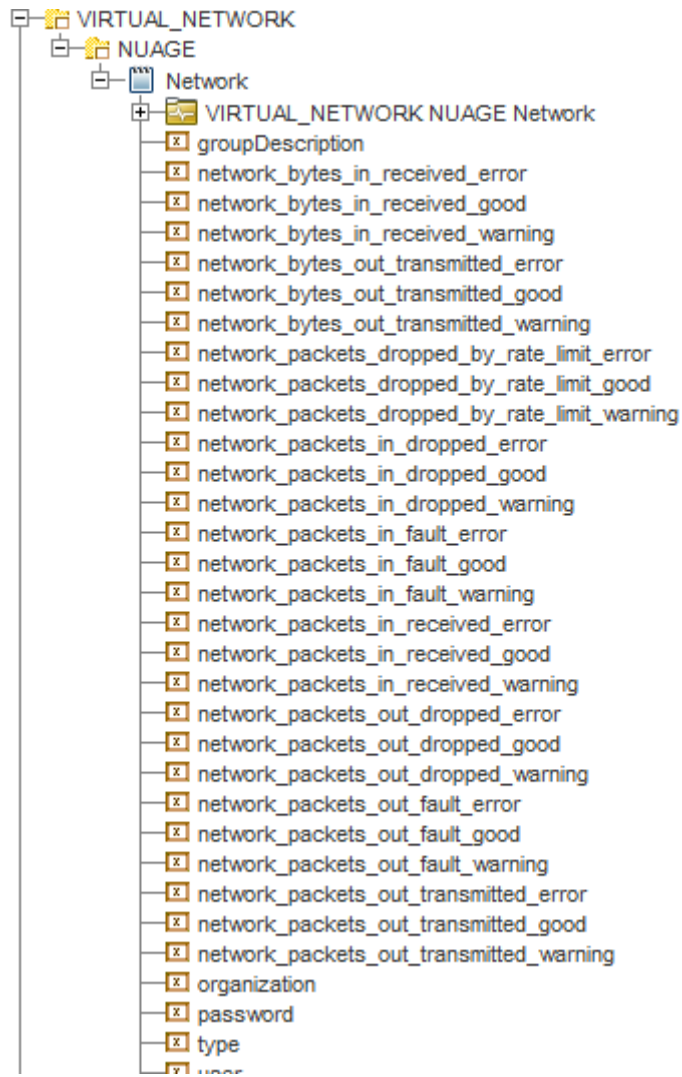 VIRTUAL_NETWORK
NUAGE
Network
VIRTUAL_NETWORK NUAGE Network
groupDescription
network_bytes_in_received_error
network_bytes_in_received_good
network_bytes_in_received_warning
network_bytes_out_transmitted_error
network_bytes_out_transmitted_good
network_bytes_out_transmitted_warning
network_packets_dropped_by_rate_limit_error
network_packets_dropped_by_rate_limit_good
network_packets_dropped_by_rate_limit_warning
network_packets_in_dropped_error
network_packets_in_dropped_good
network_packets_in_dropped_warning
network_packets_in_fault_error
network_packets_in_fault_good
network_packets_in_fault_warning
network_packets_in_received_error
network_packets_in_received_good
network_packets_in_received_warning
network_packets_out_dropped_error
network_packets_out_dropped_good
network_packets_out_dropped_warning
network_packets_out_fault_error
network_packets_out_fault_good
network_packets_out_fault_warning
network_packets_out_transmitted_error
network_packets_out_transmitted_good
network_packets_out_transmitted_warning
organization
password
type